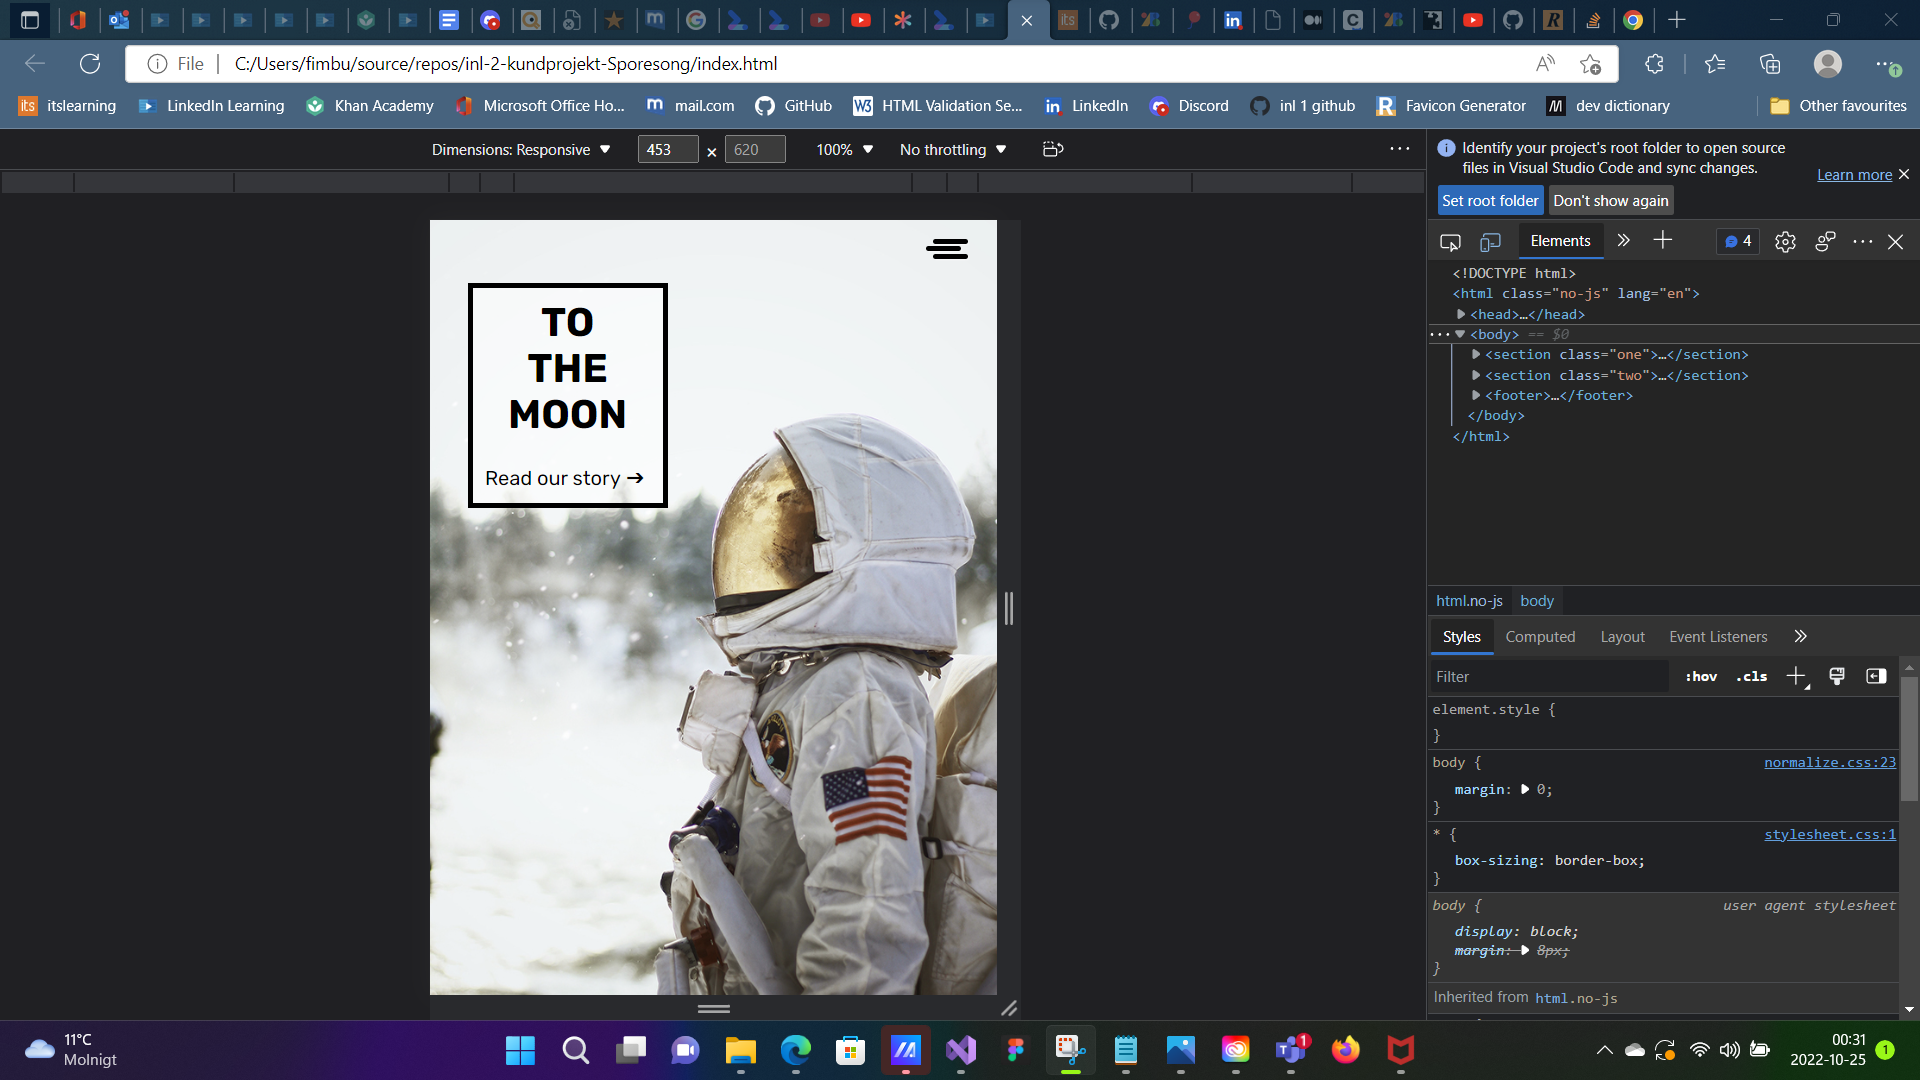 File
C:/Users/fimbu/source/repos/inl-2-kundprojekt-Sporesong/index.html
itslearning
LinkedIn Learning
Khan Academy
Microsoft Office Ho...
mail.com
GitHub
HTML Validation Se...
LinkedIn
Discord
inl 1 github
Favicon Generator
dev dictionary
Other favourites
Dimensions: Responsive
453
×
620
100%
No throttling
Identify your project's root folder to open source
files in Visual Studio Code and sync changes.
Learn more
Set root folder
Don't show again
Elements
4
<!DOCTYPE html>
<html class="no-js" lang="en">
<head>…</head>
<body> == $0
<section class="one">…</section>
<section class="two">…</section>
<footer>…</footer>
</body>
</html>
TO
THE
MOON
Read our story →
html.no-js
body
Styles
Computed
Layout
Event Listeners
Filter
:hov
.cls
element.style {
}
body {
normalize.css:23
margin: 0;
}
* {
stylesheet.css:1
box-sizing: border-box;
}
body {
user agent stylesheet
display: block;
margin: 8px;
}
Inherited from html.no-js
11°C
Molnigt
1
00:31
2022-10-25
1